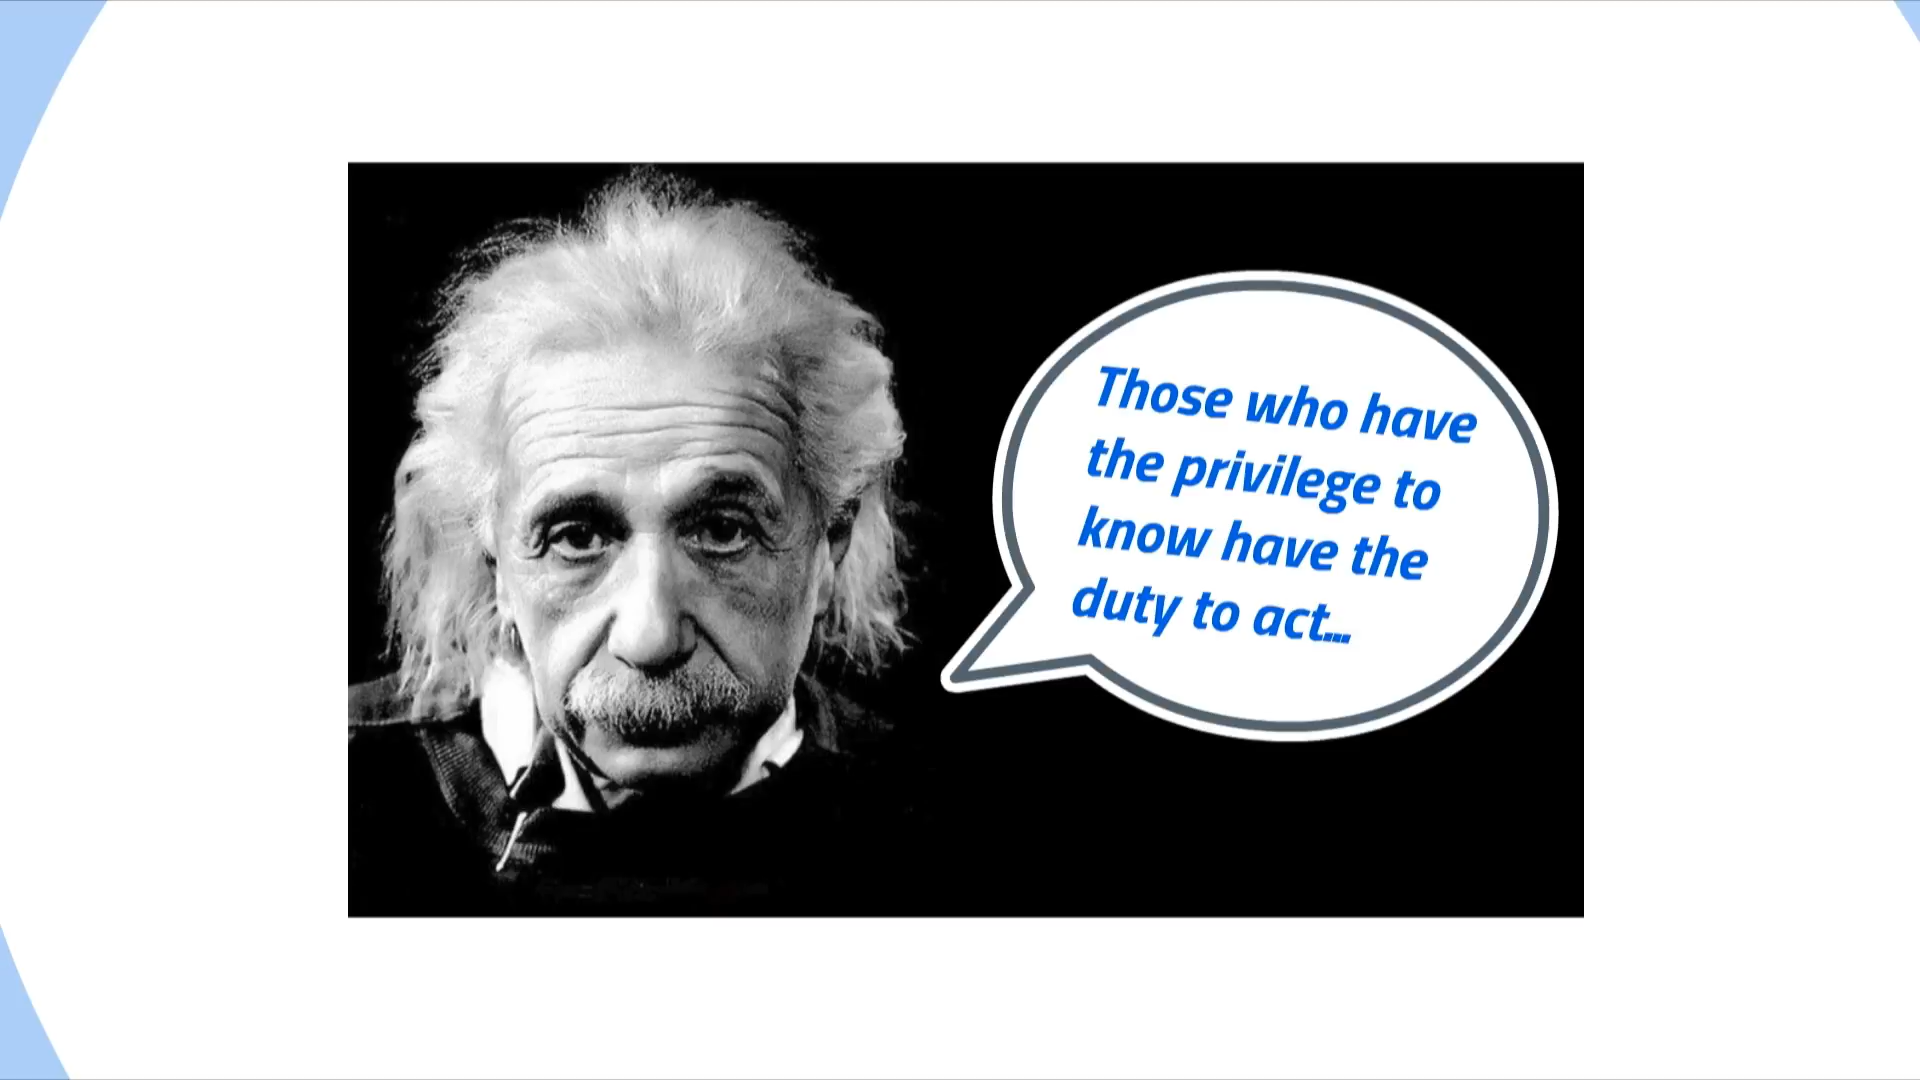 Those who have
the privilege to
know have the
duty to act...